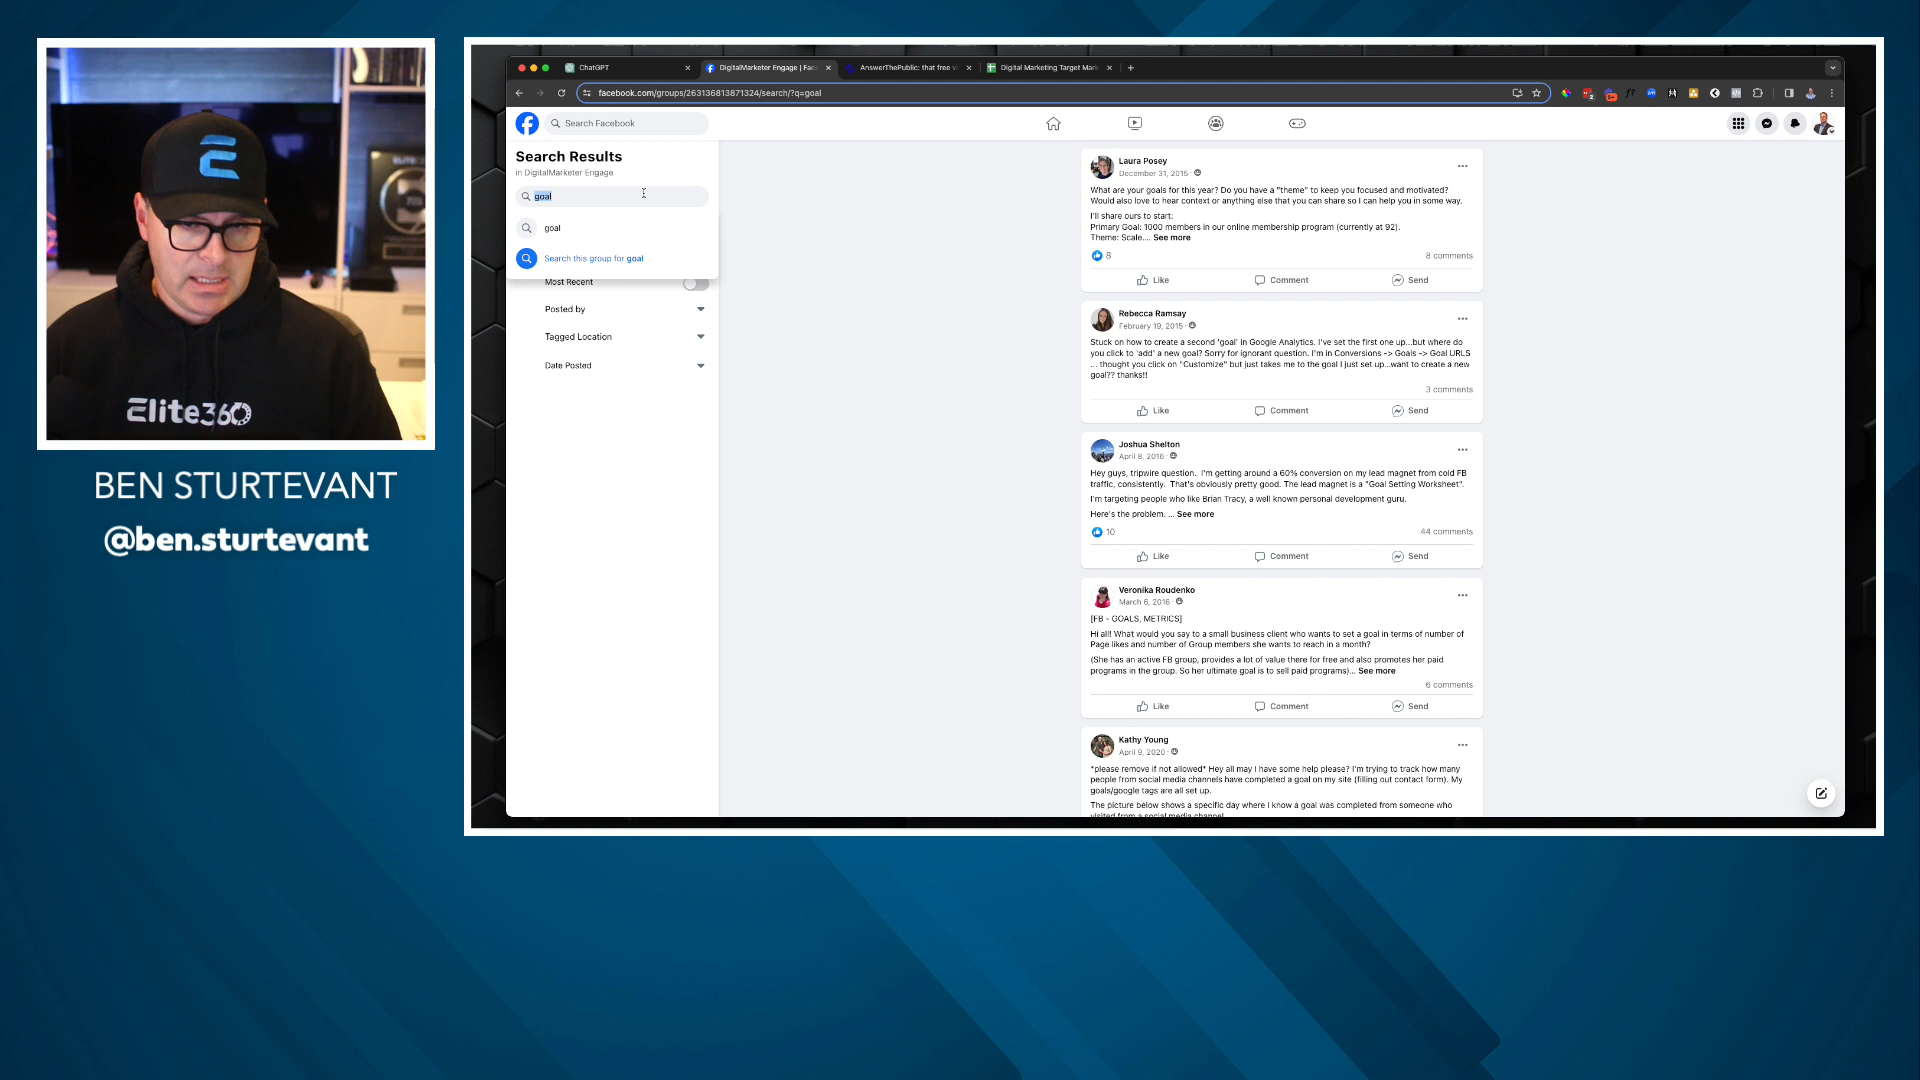 Elite360
BEN STURTEVANT
@ben.sturtevant
ChatGPT
DigitalMarketer Engage | Fac
AnswerThePublic: that free vi
Digital Marketing Target Mark
facebook.com/groups/263136813871324/search/?q=goal
Search Facebook
Search Results
in DigitalMarketer Engage
goal
goal
Search this group for goal
Most Recent
Posted by
Tagged Location
Date Posted
Laura Posey
December 31, 2015 ·
What are your goals for this year? Do you have a "theme" to keep you focused and motivated?
Would also love to hear context or anything else that you can share so I can help you in some way.
I'll share ours to start:
Primary Goal: 1000 members in our online membership program (currently at 92).
Theme: Scale.... See more
8
8 comments
Like
Comment
Send
Rebecca Ramsay
February 19, 2015 ·
Stuck on how to create a second 'goal' in Google Analytics. I've set the first one up...but where do
you click to 'add' a new goal? Sorry for ignorant question. I'm in Conversions -> Goals -> Goal URLS
... thought you click on "Customize" but just takes me to the goal I just set up...want to create a new
goal?? thanks!!
3 comments
Like
Comment
Send
Joshua Shelton
April 8, 2016 ·
Hey guys, tripwire question. I'm getting around a 60% conversion on my lead magnet from cold FB
traffic, consistently. That's obviously pretty good. The lead magnet is a "Goal Setting Worksheet".
I'm targeting people who like Brian Tracy, a well known personal development guru.
Here's the problem. ... See more
10
44 comments
Like
Comment
Send
Veronika Roudenko
March 6, 2016 ·
[FB - GOALS, METRICS]
Hi all! What would you say to a small business client who wants to set a goal in terms of number of
Page likes and number of Group members she wants to reach in a month?
(She has an active FB group, provides a lot of value there for free and also promotes her paid
programs in the group. So her ultimate goal is to sell paid programs)... See more
6 comments
Like
Comment
Send
Kathy Young
April 9, 2020 ·
*please remove if not allowed* Hey all may I have some help please? I'm trying to track how many
people from social media channels have completed a goal on my site (filling out contact form). My
goals/google tags are all set up.
The picture below shows a specific day where I know a goal was completed from someone who
visited from a social media channel